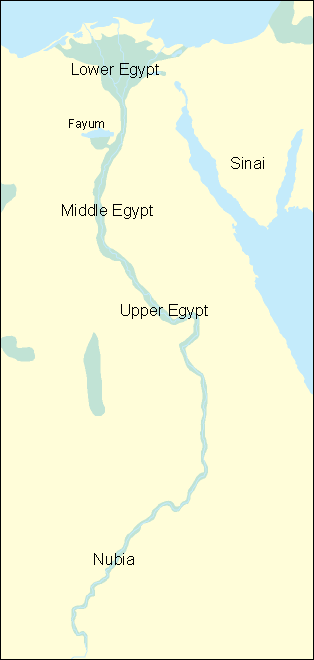 Lower Egypt
Fayum
Sinai
Middle Egypt
Upper Egypt
Nubia